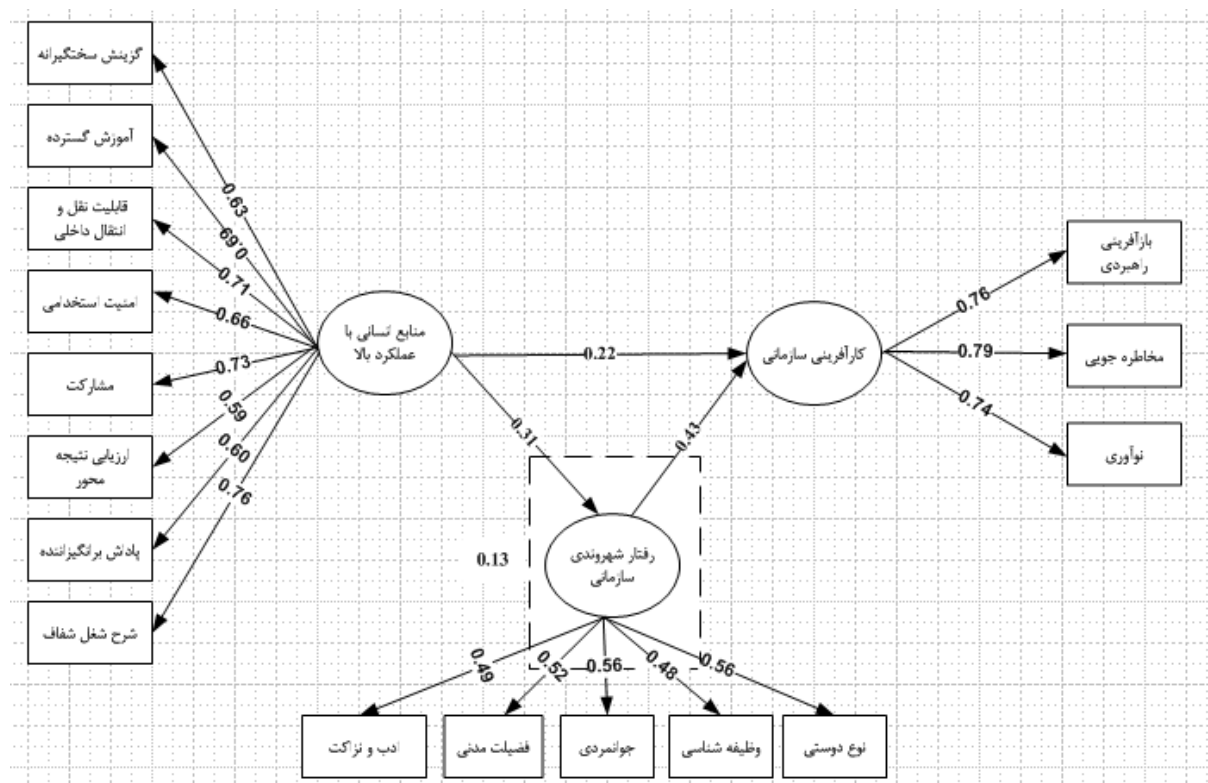 گزینش سختگیرانه
آموزش گسترده
قابلیت نقل و
انتقال داخلی
امنیت استخدامی
مشارکت
ارزیابی نتیجه
محور
پاداش برانگیزاننده
شرح شغل شفاف
0.63
0.69
0.71
0.66
0.73
0.59
0.60
0.76
منابع نسانی با
عملکرد بالا
0.22
0.31
0.43
کارآفرینی سازمانی
0.76
0.79
0.74
بازآفرینی
راهبردی
مخاطره جویی
نوآوری
0.13
رفتار شهروندی
سازمانی
0.49
0.52
0.56
0.48
0.56
ادب و نزاکت
فضیلت مدنی
جوانمردی
وظیفه شناسی
نوع دوستی